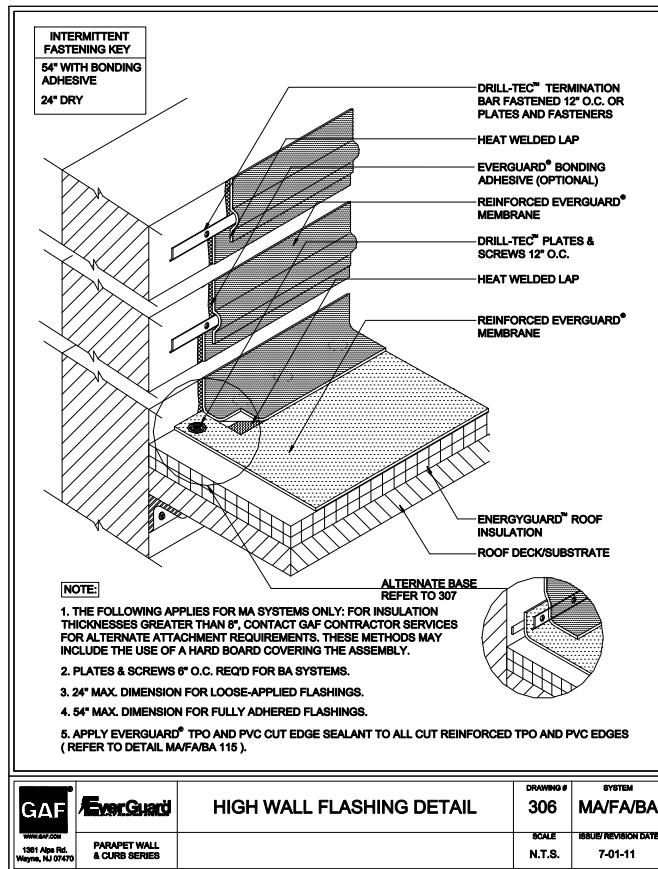 INTERMITTENT
FASTENING KEY
54" WITH BONDING
ADHESIVE
24" DRY
DRILL-TEC™ TERMINATION
BAR FASTENED 12" O.C. OR
PLATES AND FASTENERS
HEAT WELDED LAP
EVERGUARD® BONDING
ADHESIVE (OPTIONAL)
REINFORCED EVERGUARD®
MEMBRANE
DRILL-TEC™ PLATES &
SCREWS 12" O.C.
HEAT WELDED LAP
REINFORCED EVERGUARD®
MEMBRANE
ENERGYGUARD™ ROOF
INSULATION
ROOF DECK/SUBSTRATE
ALTERNATE BASE
REFER TO 307
NOTE:
1. THE FOLLOWING APPLIES FOR MA SYSTEMS ONLY: FOR INSULATION
THICKNESSES GREATER THAN 8", CONTACT GAF CONTRACTOR SERVICES
FOR ALTERNATE ATTACHMENT REQUIREMENTS. THESE METHODS MAY
INCLUDE THE USE OF A HARD BOARD COVERING THE ASSEMBLY.
2. PLATES & SCREWS 6" O.C. REQ'D FOR BA SYSTEMS.
3. 24" MAX. DIMENSION FOR LOOSE-APPLIED FLASHINGS.
4. 54" MAX. DIMENSION FOR FULLY ADHERED FLASHINGS.
5. APPLY EVERGUARD® TPO AND PVC CUT EDGE SEALANT TO ALL CUT REINFORCED TPO AND PVC EDGES
( REFER TO DETAIL MA/FA/BA 115 ).
GAF®
WWW.GAF.COM
1361 Alps Rd.
Wayne, NJ 07470
EverGuard
PARAPET WALL
& CURB SERIES
HIGH WALL FLASHING DETAIL
DRAWING #
306
SYSTEM
MA/FA/BA
SCALE
N.T.S.
ISSUE/ REVISION DATE
7-01-11